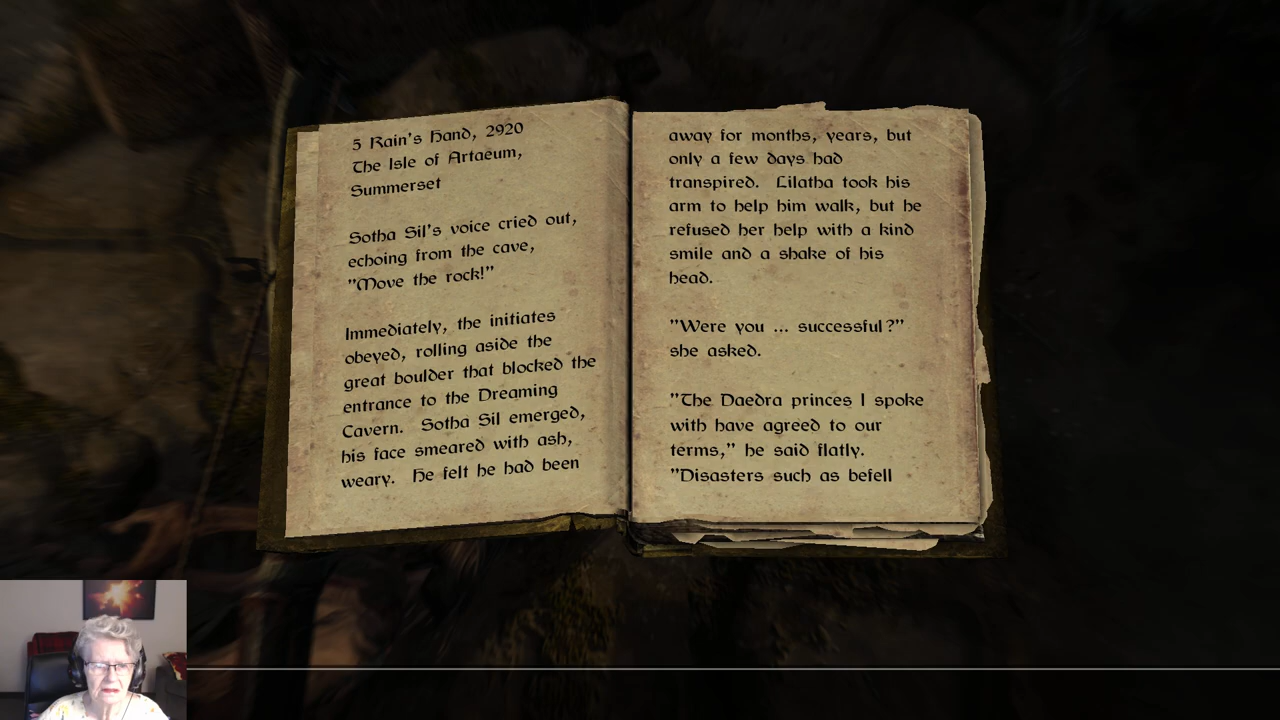 5 Rain's Hand, 2920
The Isle of Artaeum,
Summerset
Sotha Sil's voice cried out,
echoing from the cave,
"Move the rock!"
Immediately, the initiates
obeyed, rolling aside the
great boulder that blocked the
entrance to the Dreaming
Cavern. Sotha Sil emerged,
his face smeared with ash,
weary. He felt he had been
away for months, years, but
only a few days had
transpired. Lilatha took his
arm to help him walk, but he
refused her help with a kind
smile and a shake of his
head.
"Were you ... successful?"
she asked.
"The Daedra princes I spoke
with have agreed to our
terms," he said flatly.
"Disasters such as befell